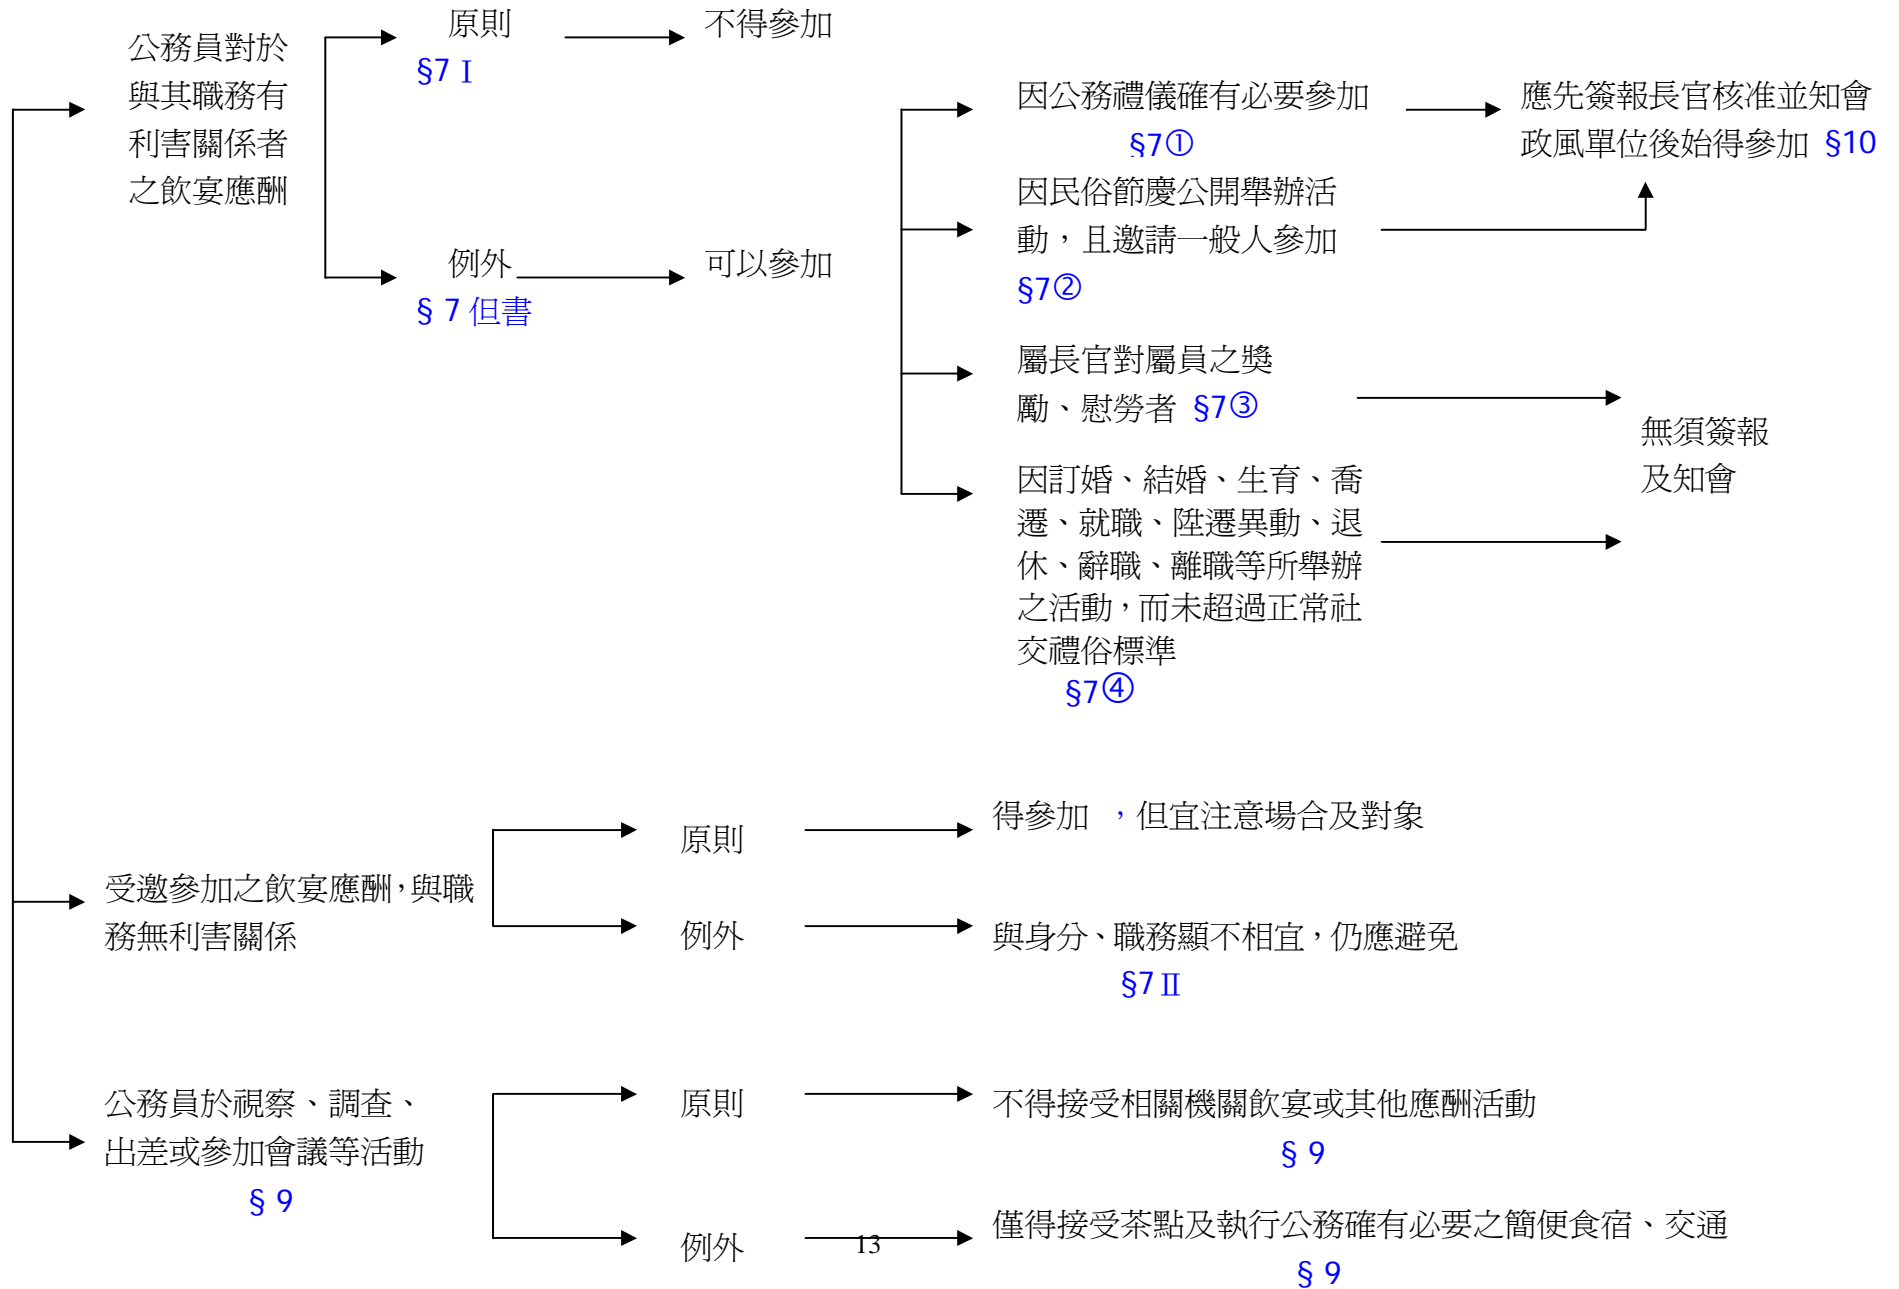 公務員對於
與其職務有
利害關係者
之飲宴應酬
原則
§7 Ⅰ
不得參加
例外
§ 7 但書
可以參加
因公務禮儀確有必要參加
§7①
應先簽報長官核准並知會
政風單位後始得參加 §10
因民俗節慶公開舉辦活
動，且邀請一般人參加
§7②
屬長官對屬員之獎
勵、慰勞者 §7③
因訂婚、結婚、生育、喬
遷、就職、陞遷異動、退
休、辭職、離職等所舉辦
之活動，而未超過正常社
交禮俗標準
§7④
無須簽報
及知會
受邀參加之飲宴應酬，與職
務無利害關係
原則
得參加 ，但宜注意場合及對象
例外
與身分、職務顯不相宜，仍應避免
§7 Ⅱ
公務員於視察、調查、
出差或參加會議等活動
§ 9
原則
不得接受相關機關飲宴或其他應酬活動
§ 9
例外
僅得接受茶點及執行公務確有必要之簡便食宿、交通
§ 9
13